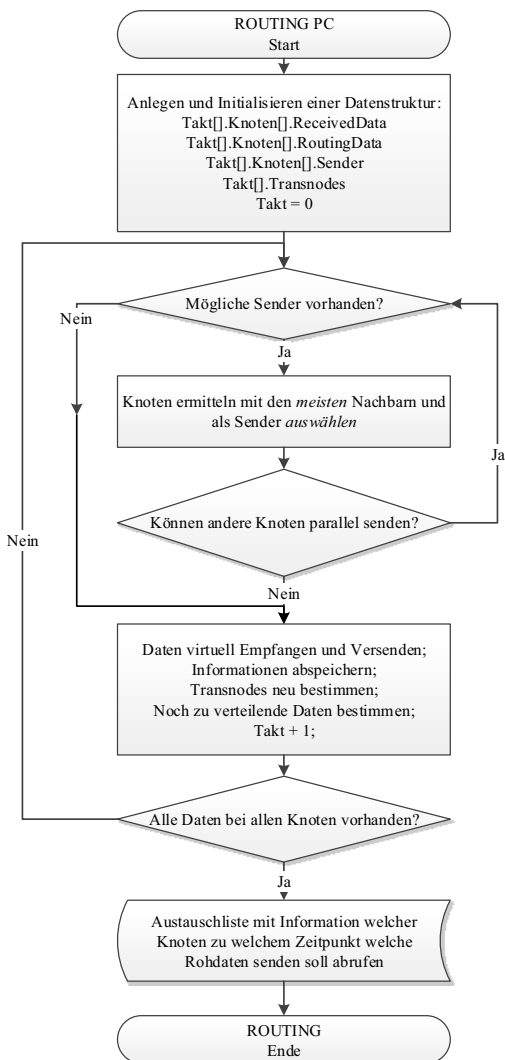 ROUTING PC
Start
Anlegen und Initialisieren einer Datenstruktur:
Takt[].Knoten[].ReceivedData
Takt[].Knoten[].RoutingData
Takt[].Knoten[].Sender
Takt[].Transnodes
Takt = 0
Mögliche Sender vorhanden?
Nein
Ja
Knoten ermitteln mit den meisten Nachbarn und
als Sender auswählen
Ja
Können andere Knoten parallel senden?
Nein
Nein
Daten virtuell Empfangen und Versenden;
Informationen abspeichern;
Transnodes neu bestimmen;
Noch zu verteilende Daten bestimmen;
Takt + 1;
Alle Daten bei allen Knoten vorhanden?
Ja
Austauschliste mit Information welcher
Knoten zu welchem Zeitpunkt welche
Rohdaten senden soll abrufen
ROUTING
Ende